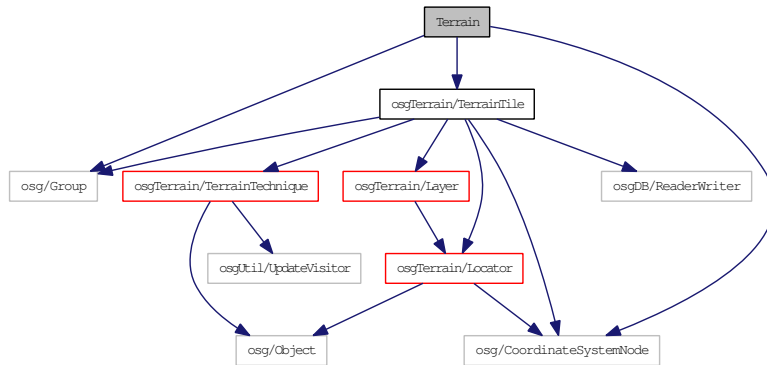 Terrain
osgTerrain/TerrainTile
osg/Group
osgTerrain/TerrainTechnique
osgTerrain/Layer
osgDB/ReaderWriter
osgUtil/UpdateVisitor
osgTerrain/Locator
osg/Object
osg/CoordinateSystemNode